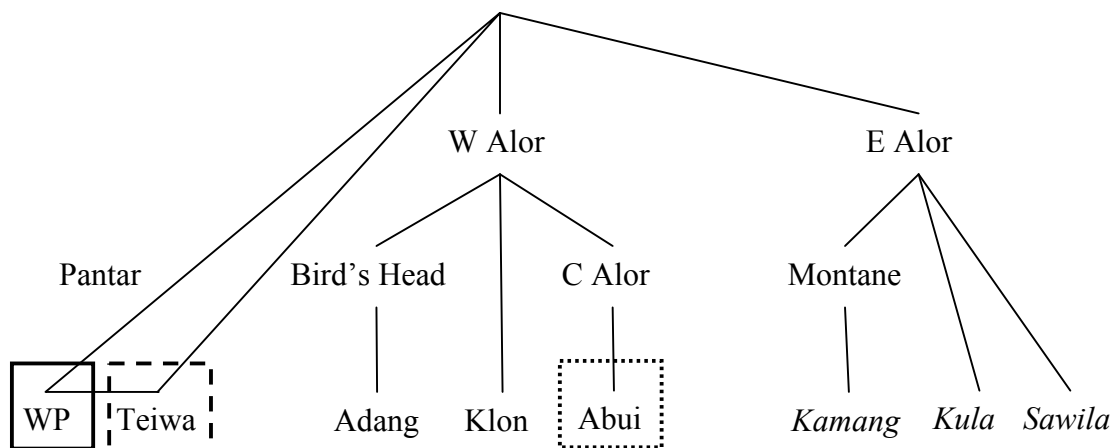 W Alor E Alor
Pantar Bird's Head C Alor Montane
WP Teiwa Adang Klon Abui Kamang Kula Sawila